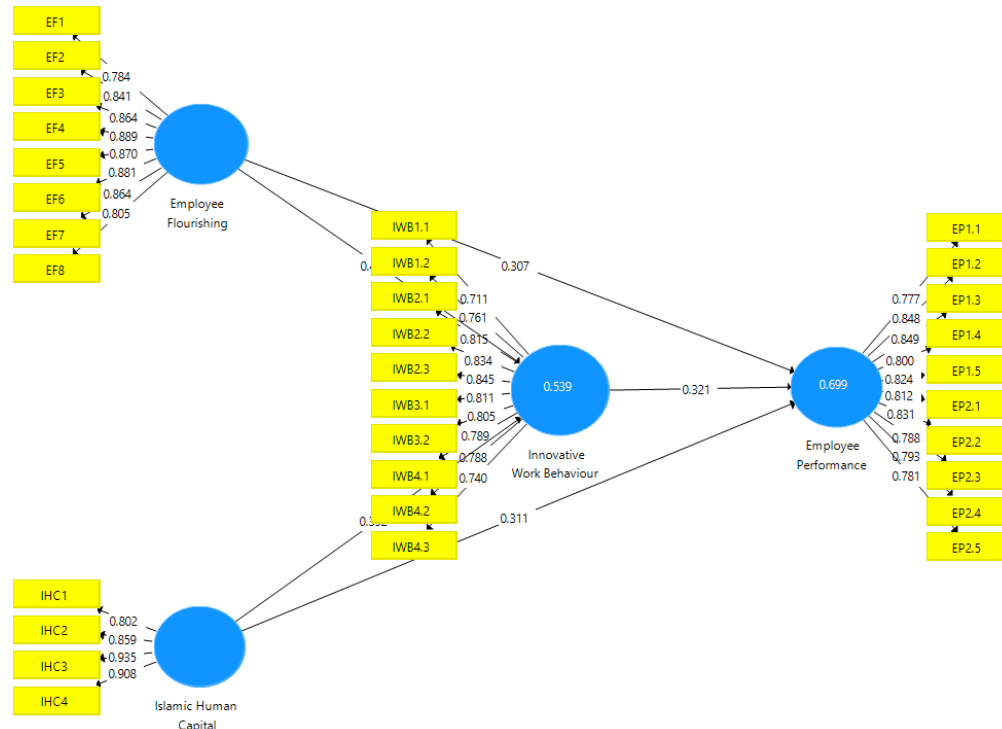 EF1
EF2
EF3
EF4
EF5
EF6
EF7
EF8
0.784
0.841
0.864
0.889
0.870
0.881
0.864
0.805
Employee
Flourishing
IWB1.1
IWB1.2
IWB2.1
IWB2.2
IWB2.3
IWB3.1
IWB3.2
IWB4.1
IWB4.2
IWB4.3
0.711
0.761
0.815
0.834
0.845
0.811
0.805
0.789
0.788
0.740
0.539
Innovative
Work Behaviour
0.307
0.321
0.311
0.699
Employee
Performance
0.777
0.848
0.849
0.800
0.824
0.812
0.831
0.788
0.793
0.781
EP1.1
EP1.2
EP1.3
EP1.4
EP1.5
EP2.1
EP2.2
EP2.3
EP2.4
EP2.5
IHC1
IHC2
IHC3
IHC4
0.802
0.859
0.935
0.908
Islamic Human
Capital